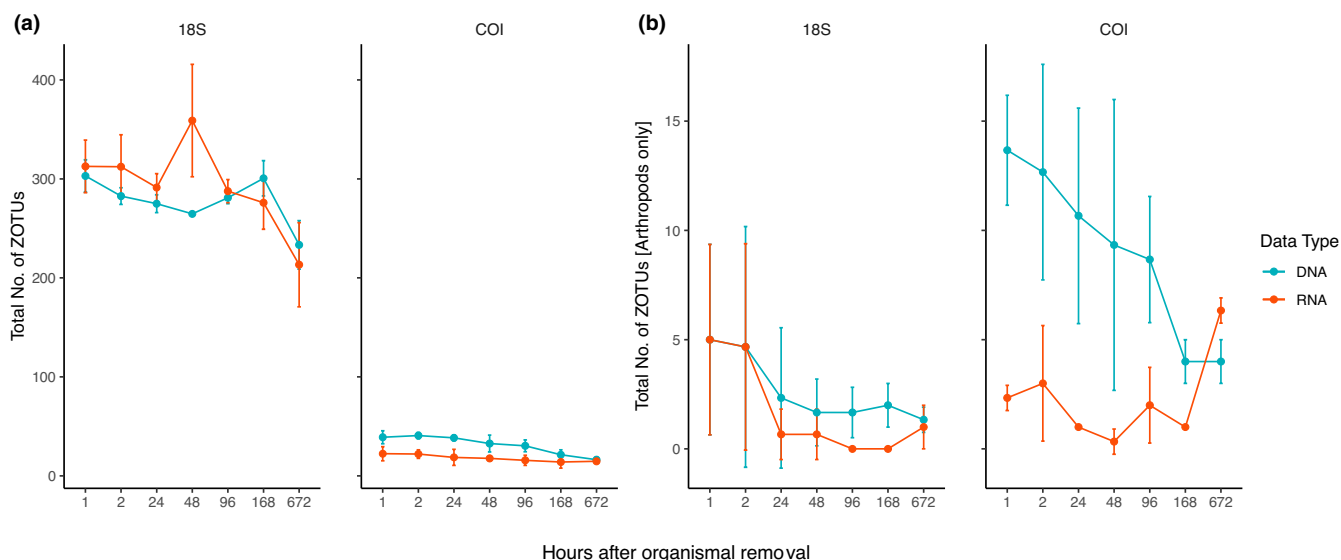 (a)
18S
COI
Total No. of ZOTUs
400
300
200
100
0
1 2 24 48 96 168 672
1 2 24 48 96 168 672
(b)
18S
COI
Total No. of ZOTUs [Arthropods only]
15
10
5
0
1 2 24 48 96 168 672
1 2 24 48 96 168 672
Hours after organismal removal
Data Type
DNA
RNA